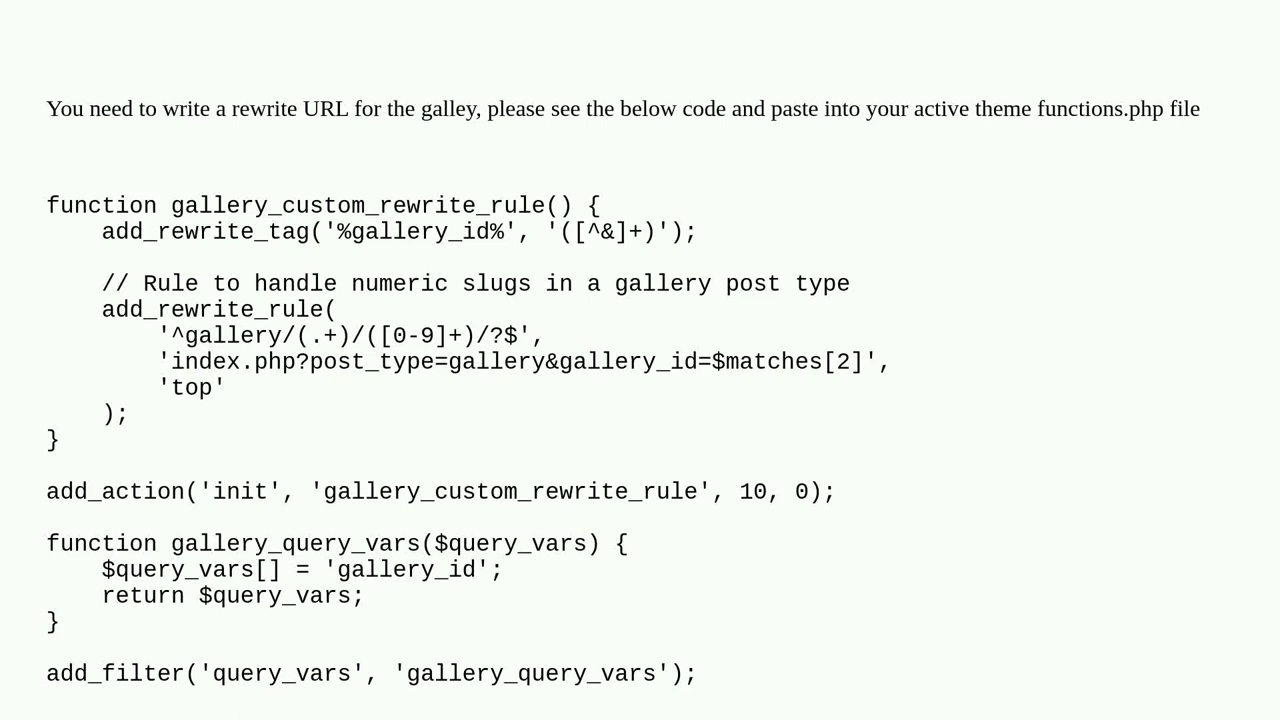 You need to write a rewrite URL for the galley, please see the below code and paste into your active theme functions.php file
function gallery_custom_rewrite_rule() {
    add_rewrite_tag('%gallery_id%', '([^&]+)');
    // Rule to handle numeric slugs in a gallery post type
    add_rewrite_rule(
        '^gallery/(.+)/([0-9]+)/?$',
        'index.php?post_type=gallery&gallery_id=$matches[2]',
        'top'
    );
}
add_action('init', 'gallery_custom_rewrite_rule', 10, 0);
function gallery_query_vars($query_vars) {
    $query_vars[] = 'gallery_id';
    return $query_vars;
}
add_filter('query_vars', 'gallery_query_vars');